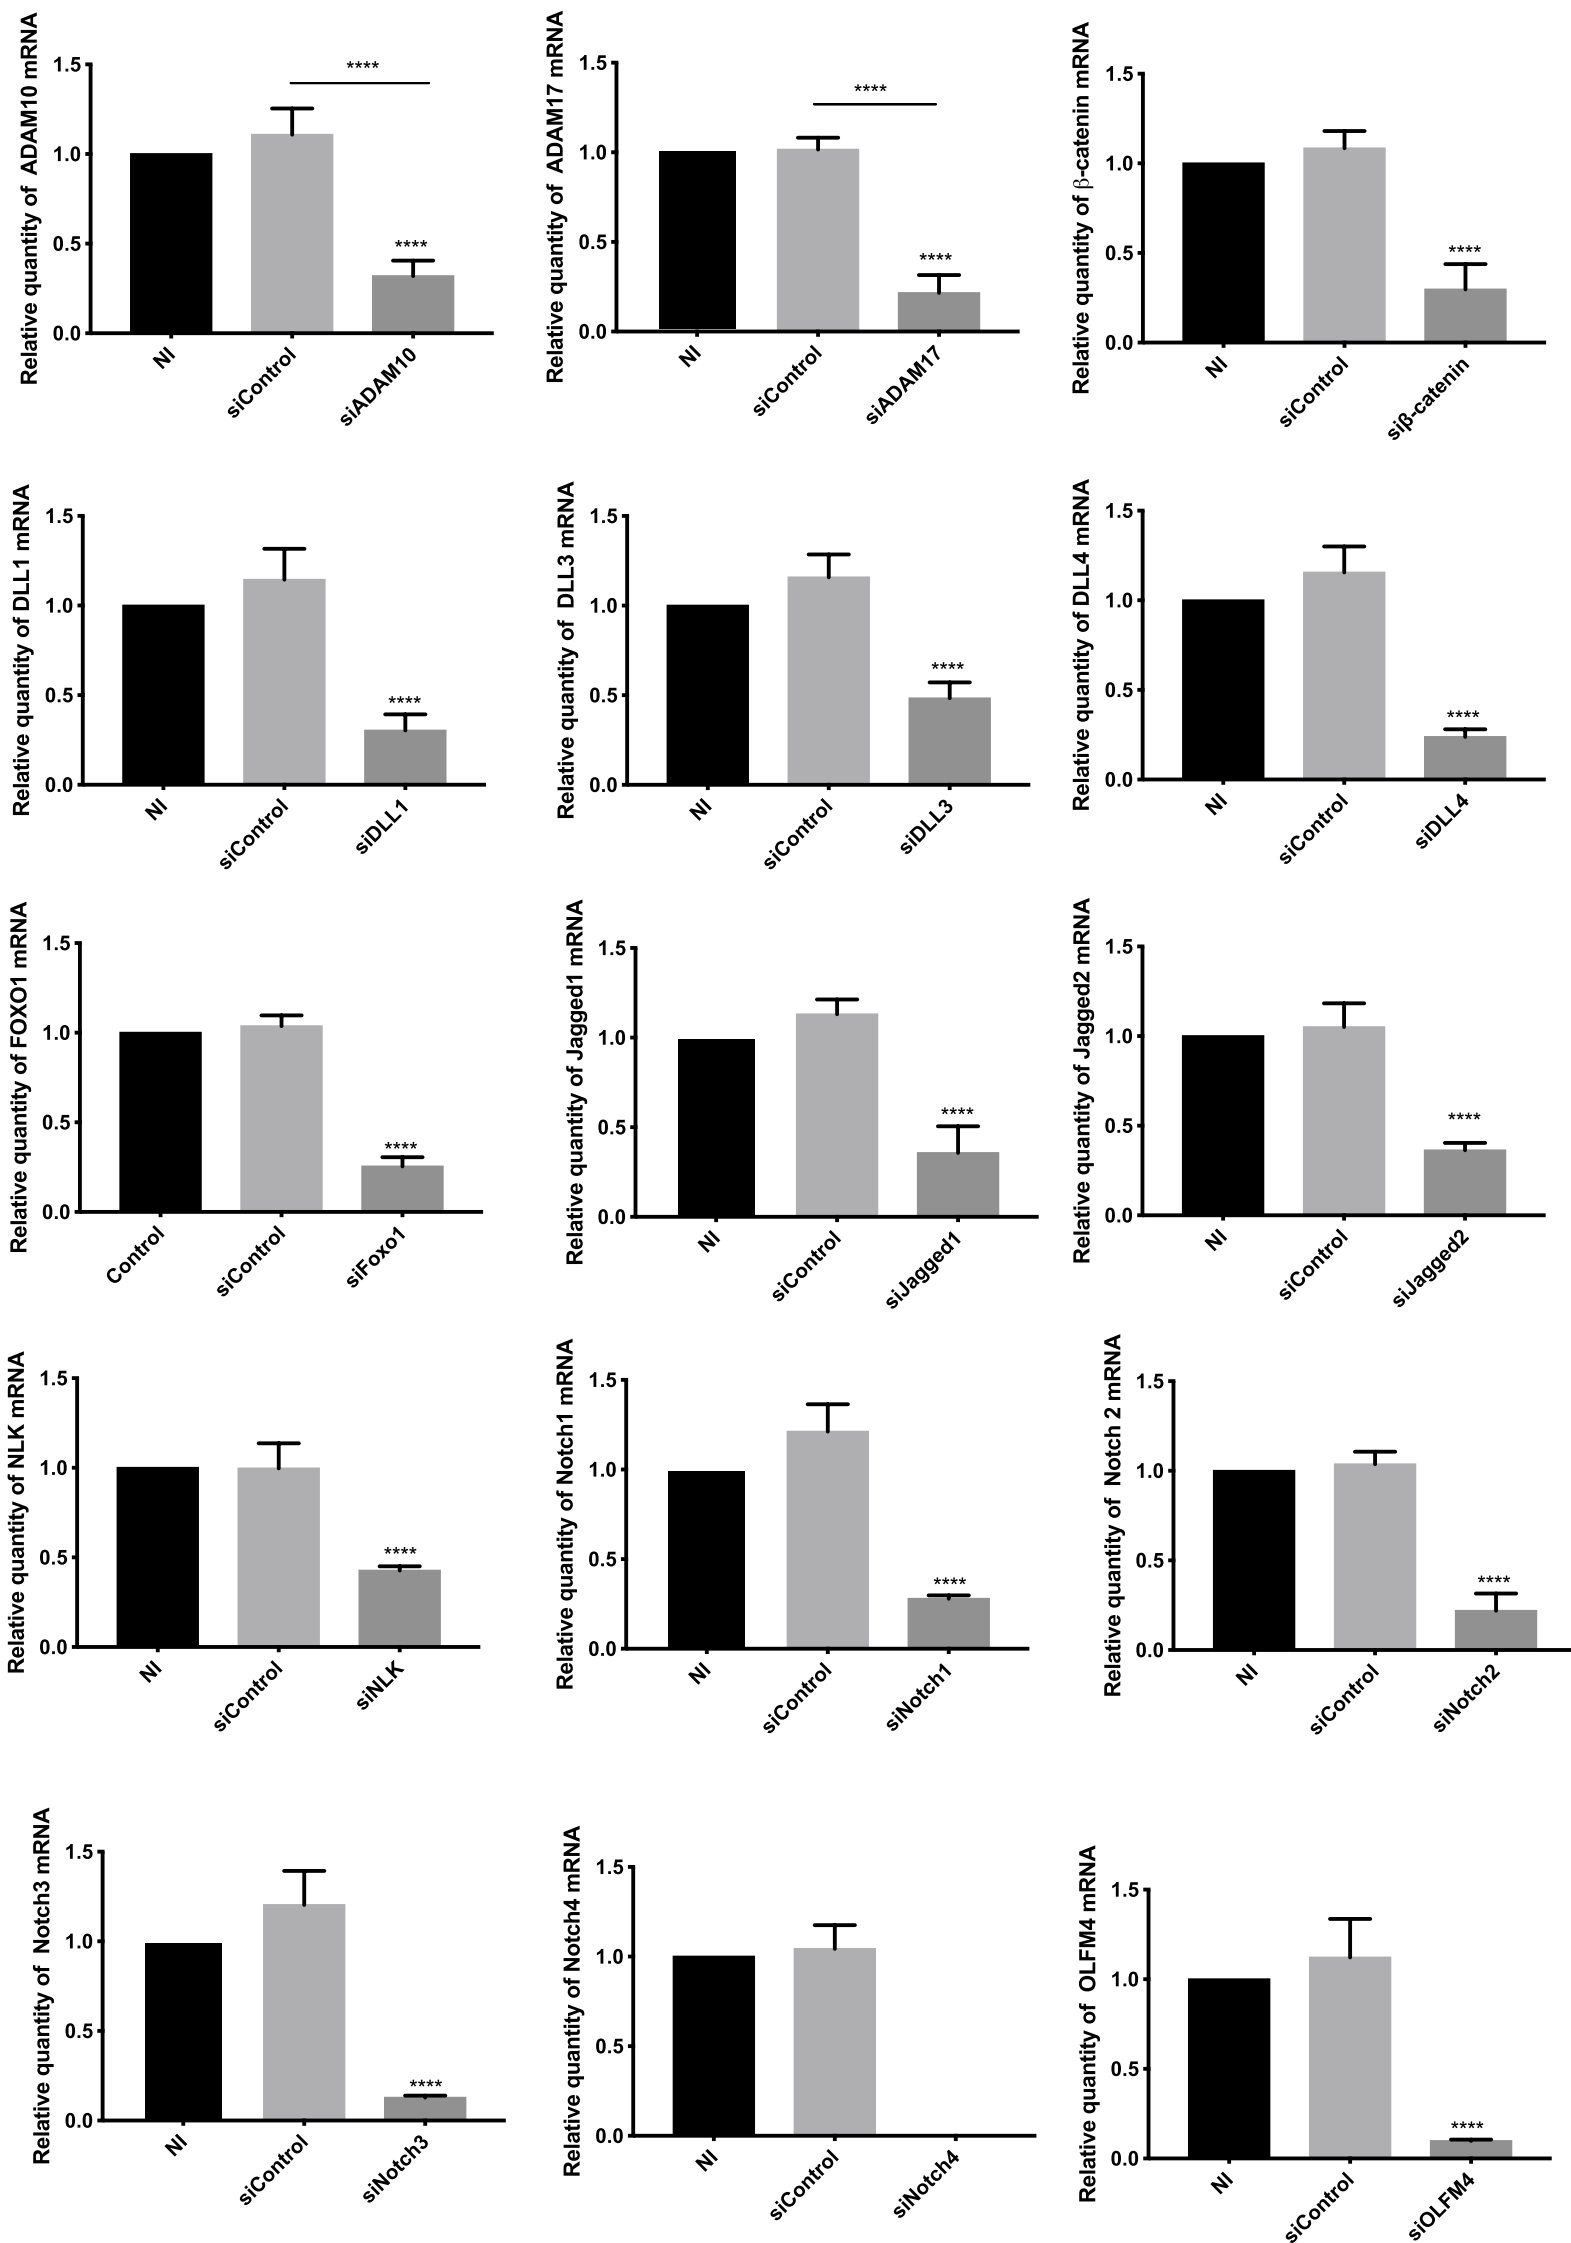 Relative quantity of ADAM10 mRNA
1.5
1.0
0.5
0.0
****
****
NI
siControl
siADAM10
Relative quantity of ADAM17 mRNA
1.5
1.0
0.5
0.0
****
****
NI
siControl
siADAM17
Relative quantity of β-catenin mRNA
1.5
1.0
0.5
0.0
****
NI
siControl
siβ-catenin
Relative quantity of DLL1 mRNA
1.5
1.0
0.5
0.0
****
NI
siControl
siDLL1
Relative quantity of DLL3 mRNA
1.5
1.0
0.5
0.0
****
NI
siControl
siDLL3
Relative quantity of DLL4 mRNA
1.5
1.0
0.5
0.0
****
NI
siControl
siDLL4
Relative quantity of FOXO1 mRNA
1.5
1.0
0.5
0.0
****
Control
siControl
siFoxo1
Relative quantity of Jagged1 mRNA
1.5
1.0
0.5
0.0
****
NI
siControl
siJagged1
Relative quantity of Jagged2 mRNA
1.5
1.0
0.5
0.0
****
NI
siControl
siJagged2
Relative quantity of NLK mRNA
1.5
1.0
0.5
0.0
****
NI
siControl
siNLK
Relative quantity of Notch1 mRNA
1.5
1.0
0.5
0.0
****
NI
siControl
siNotch1
Relative quantity of Notch 2 mRNA
1.5
1.0
0.5
0.0
****
NI
siControl
siNotch2
Relative quantity of Notch3 mRNA
1.5
1.0
0.5
0.0
****
NI
siControl
siNotch3
Relative quantity of Notch4 mRNA
1.5
1.0
0.5
0.0
NI
siControl
siNotch4
Relative quantity of OLFM4 mRNA
1.5
1.0
0.5
0.0
****
NI
siControl
siOLFM4